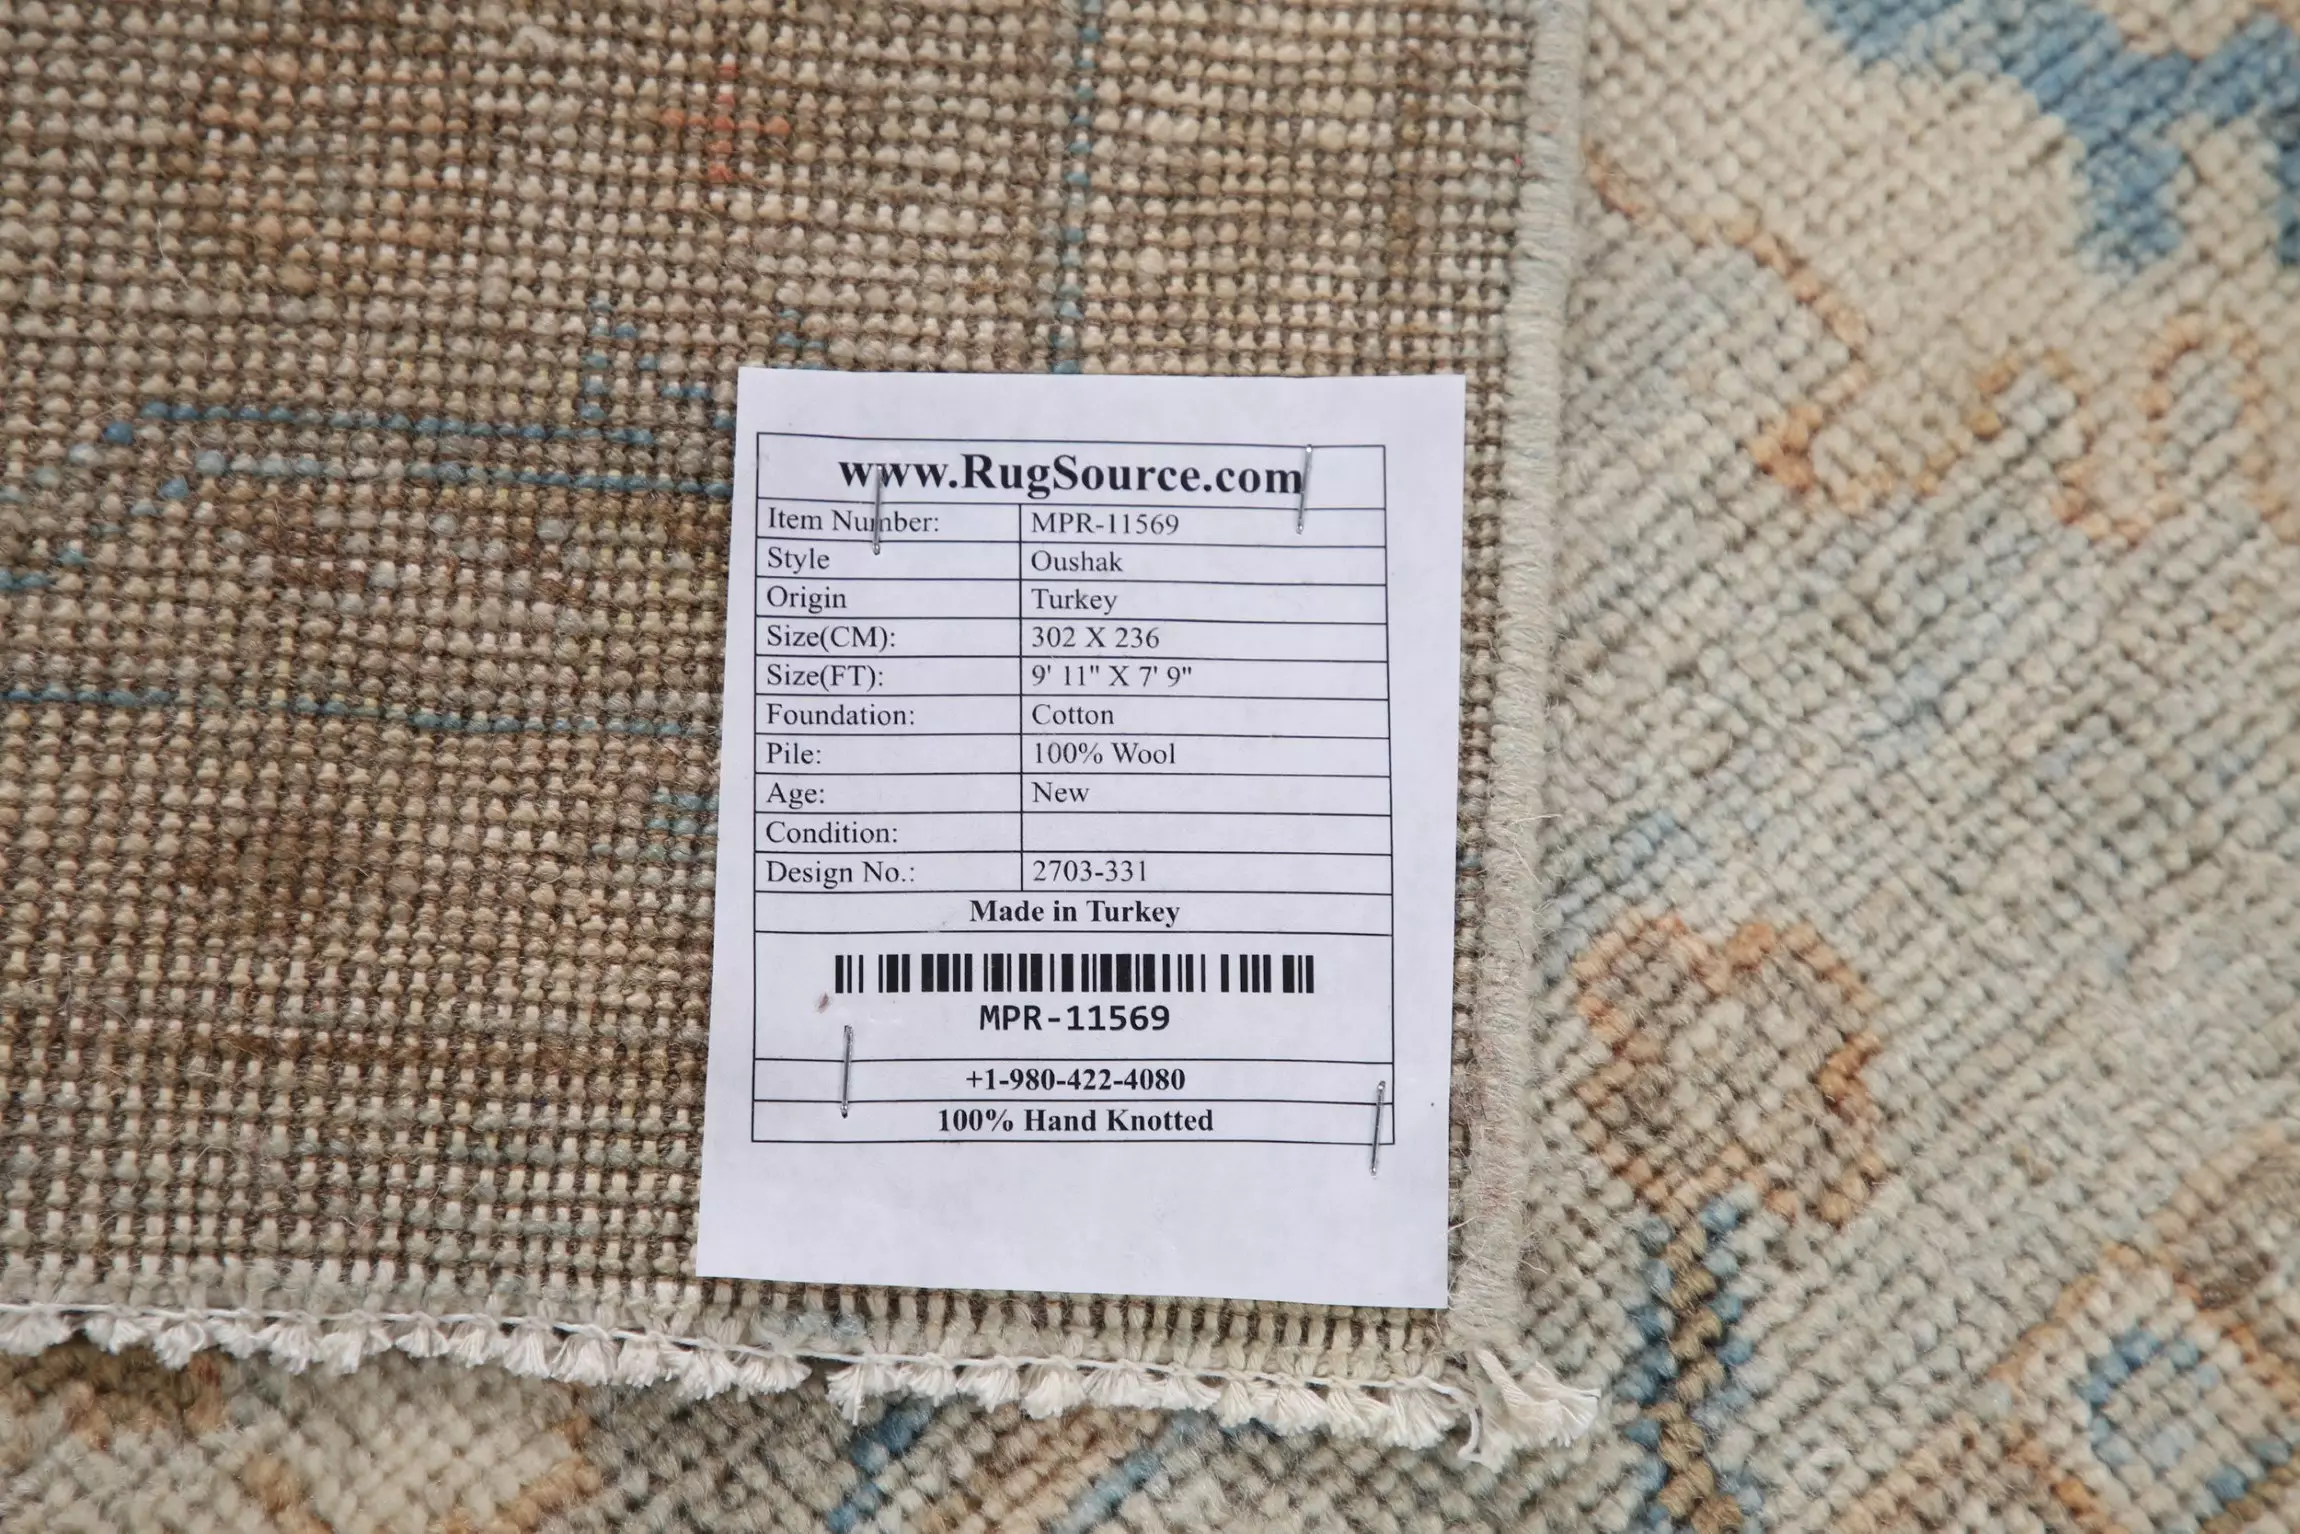 www.RugSource.com
Item Number: MPR-11569
Style Oushak
Origin Turkey
Size(CM): 302 X 236
Size(FT): 9' 11" X 7' 9"
Foundation: Cotton
Pile: 100% Wool
Age: New
Condition:
Design No.: 2703-331
Made in Turkey
MPR-11569
+1-980-422-4080
100% Hand Knotted